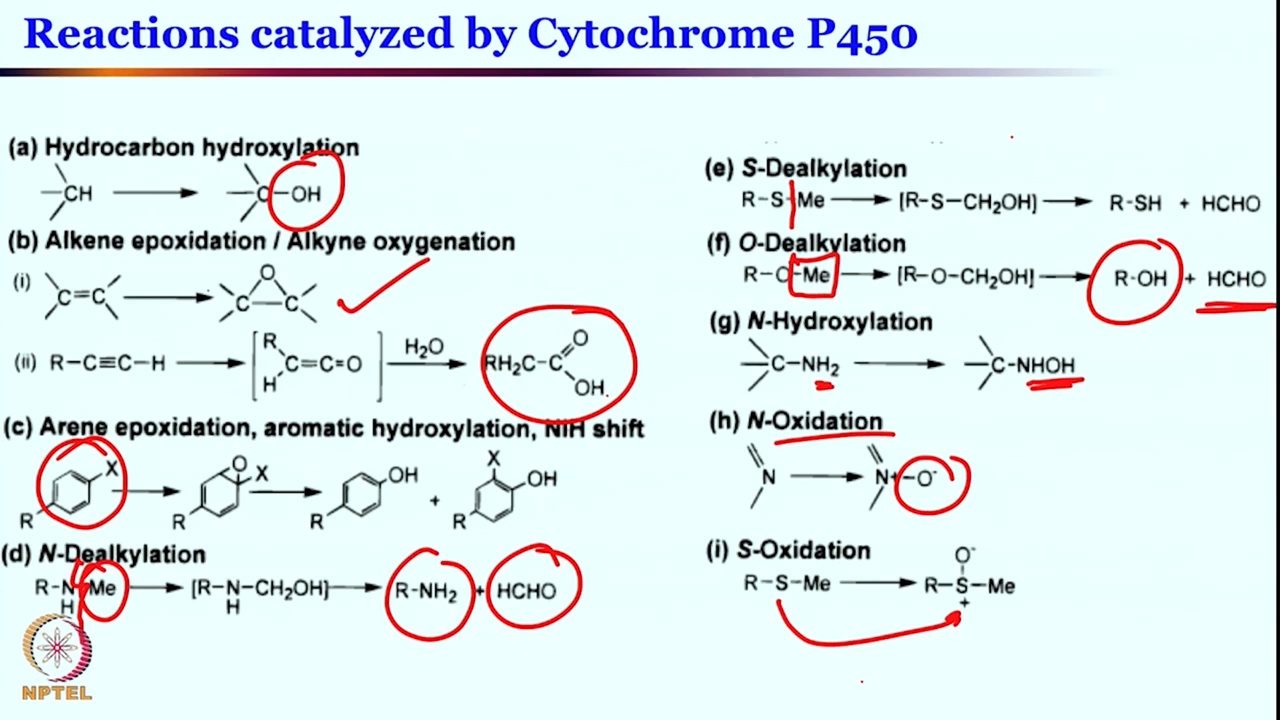 Reactions catalyzed by Cytochrome P450
(a) Hydrocarbon hydroxylation
CH → C-OH
(b) Alkene epoxidation / Alkyne oxygenation
(i) C=C → O C-C
(ii) R-C≡C-H → [R H C=C=O] H₂O → RH₂C-C O OH.
(c) Arene epoxidation, aromatic hydroxylation, NIH shift
X R → O X R → OH R + X OH R
(d) N-Dealkylation
R-N-Me H → [R-N-CH₂OH] H → R-NH₂ + HCHO
NPTEL
(e) S-Dealkylation
R-S-Me → [R-S-CH₂OH] → R-SH + HCHO
(f) O-Dealkylation
R-O-Me → [R-O-CH₂OH] → R-OH + HCHO
(g) N-Hydroxylation
C-NH₂ → C-NHOH
(h) N-Oxidation
N → N⁺-O⁻
(i) S-Oxidation
R-S-Me → R-S-Me O⁻ +